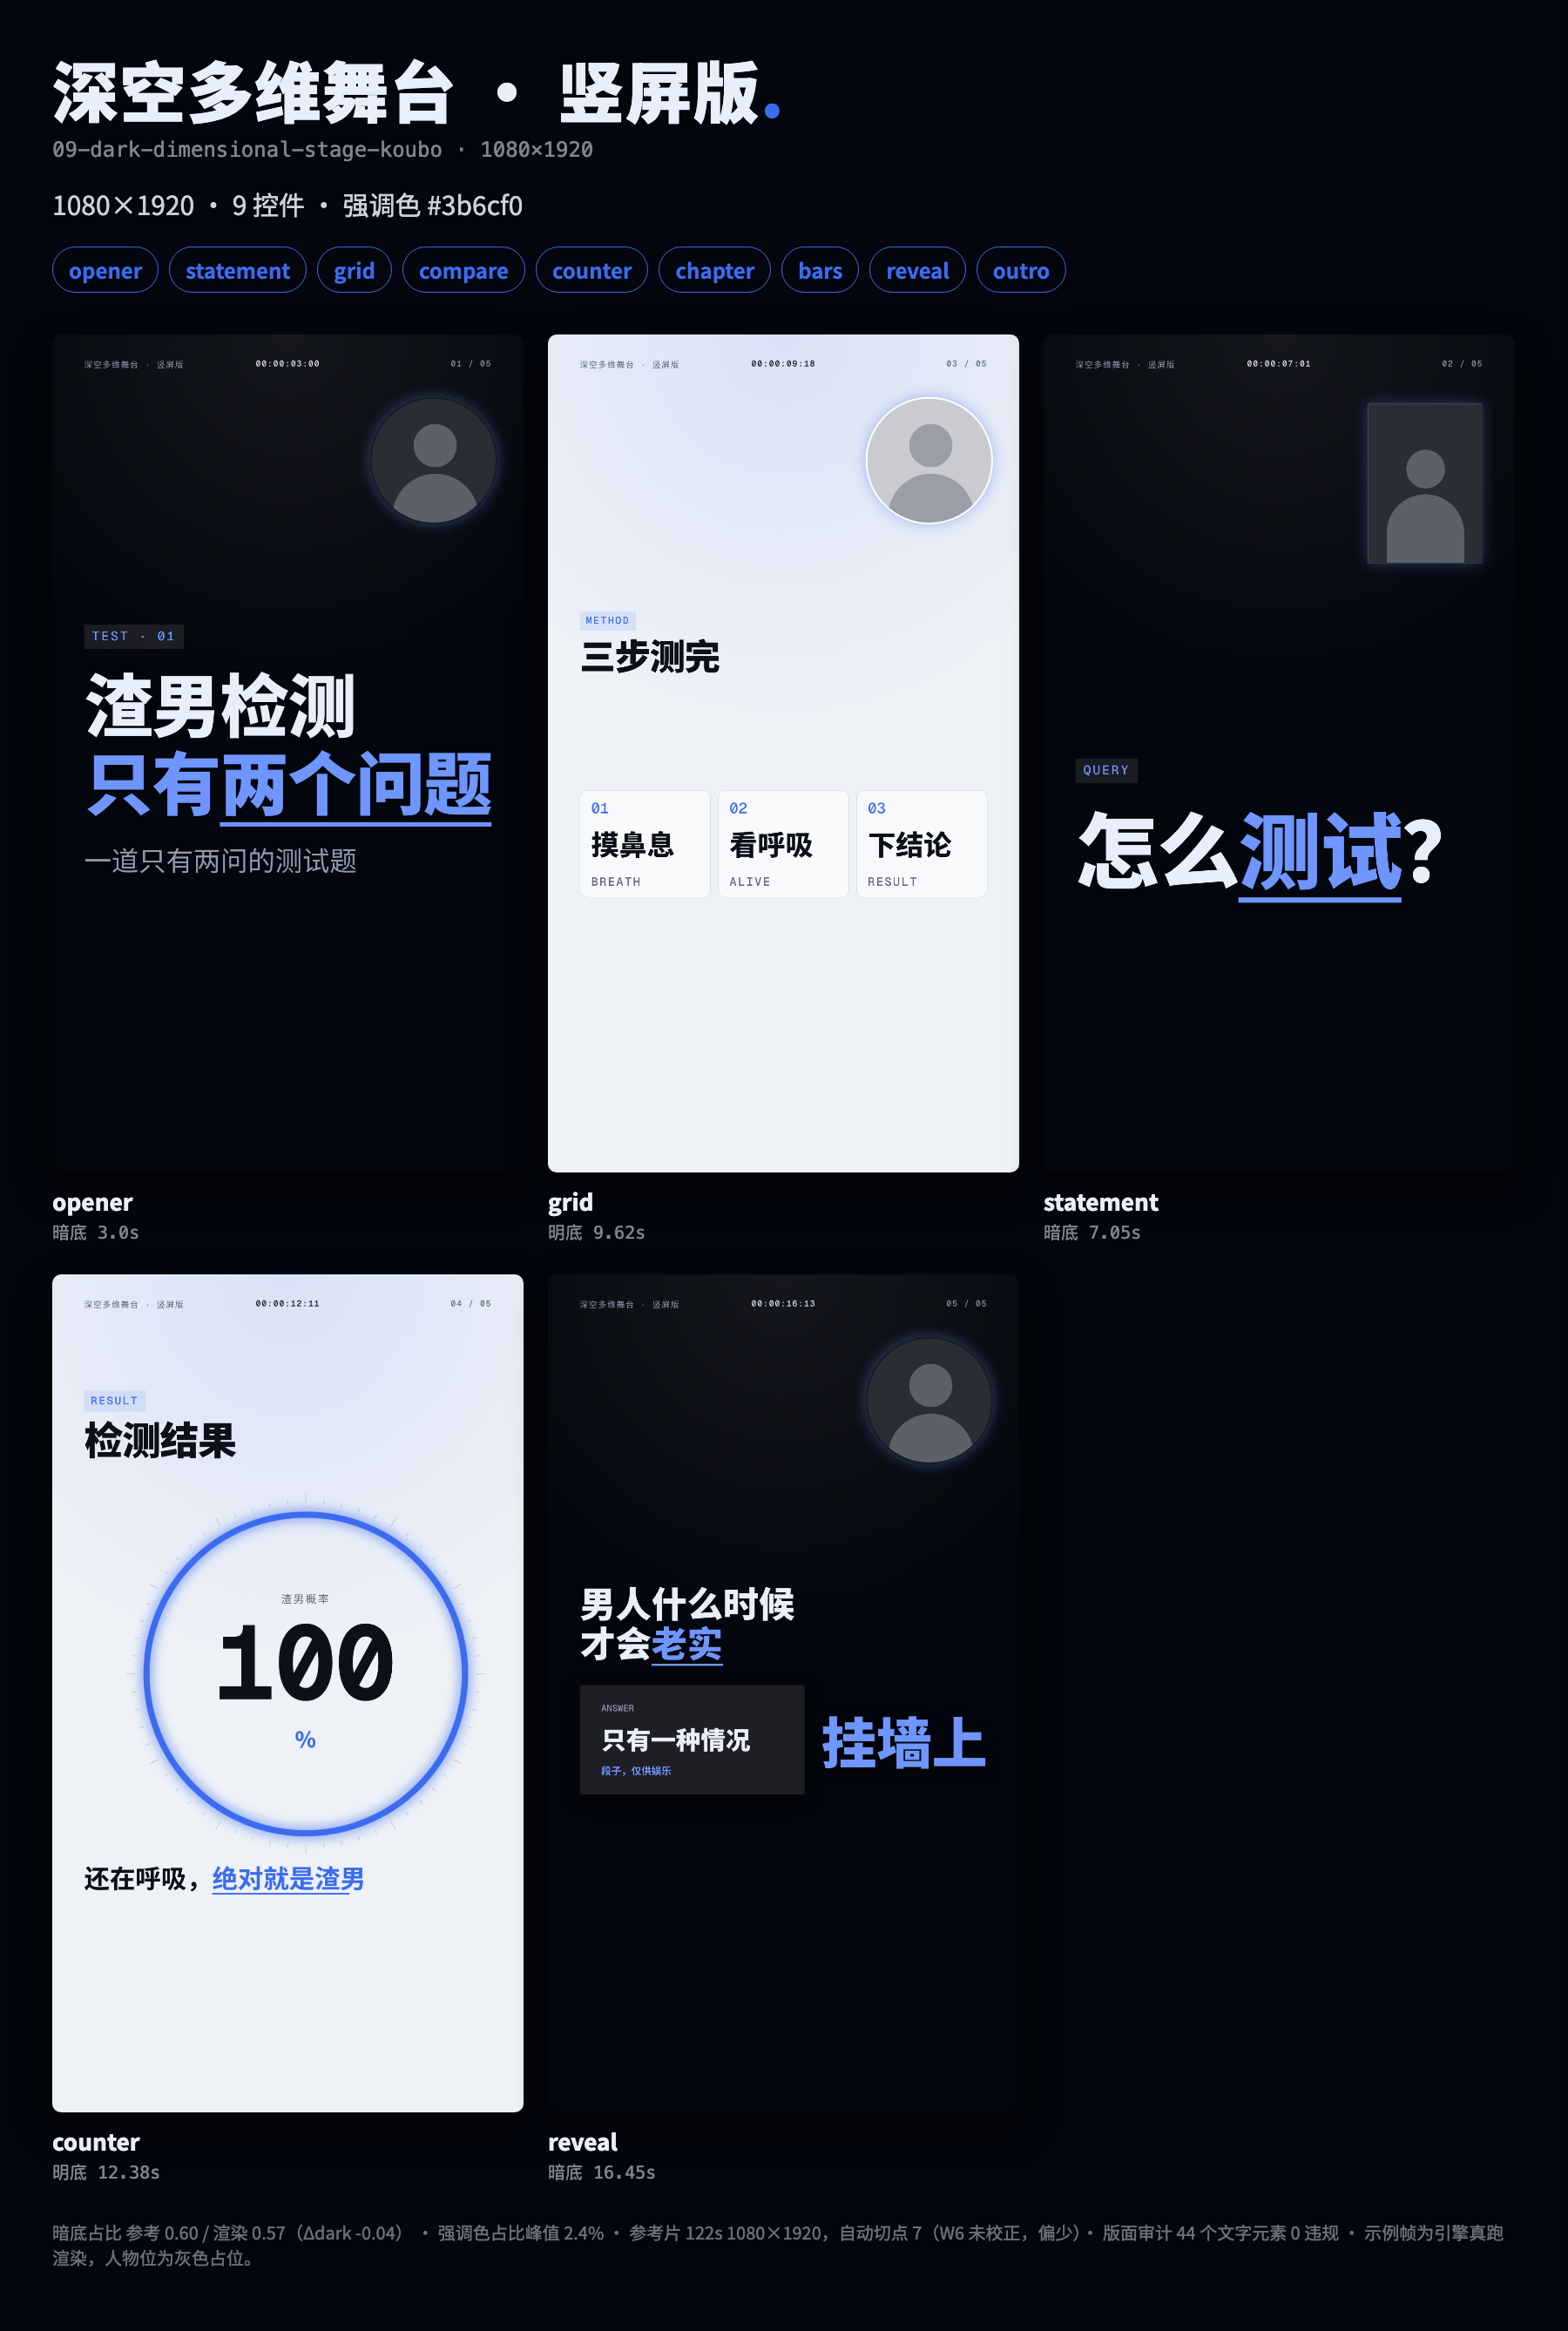 深空多维舞台 · 竖屏版.
09-dark-dimensional-stage-koubo · 1080×1920
1080×1920 · 9 控件 · 强调色 #3b6cf0
opener statement grid compare counter chapter bars reveal outro
深空多维舞台 · 竖屏版 00:00:03:00 01 / 05
TEST · 01
渣男检测
只有两个问题
一道只有两问的测试题
opener
暗底 3.0s
深空多维舞台 · 竖屏版 00:00:09:18 03 / 05
METHOD
三步测完
01
摸鼻息
BREATH
02
看呼吸
ALIVE
03
下结论
RESULT
grid
明底 9.62s
深空多维舞台 · 竖屏版 00:00:07:01 02 / 05
QUERY
怎么测试?
statement
暗底 7.05s
深空多维舞台 · 竖屏版 00:00:12:11 04 / 05
RESULT
检测结果
渣男概率
100
%
还在呼吸，绝对就是渣男
counter
明底 12.38s
深空多维舞台 · 竖屏版 00:00:16:13 05 / 05
男人什么时候
才会老实
ANSWER
只有一种情况
段子，仅供娱乐
挂墙上
reveal
暗底 16.45s
暗底占比 参考 0.60 / 渲染 0.57（Δdark -0.04） · 强调色占比峰值 2.4% · 参考片 122s 1080×1920，自动切点 7（W6 未校正，偏少）· 版面审计 44 个文字元素 0 违规 · 示例帧为引擎真跑
渲染，人物位为灰色占位。